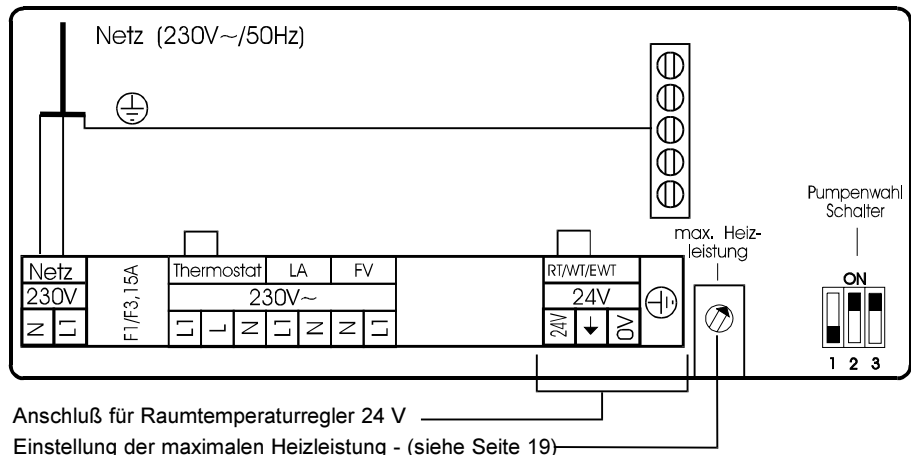 Netz (230V~/50Hz)
Pumpenwahl
Schalter
max. Heiz-
leistung
ON
Netz
230V
N L1
F1/F3,15A
Thermostat LA FV
230V~
L1 L N L1 N N L1
RT/WT/EWT
24V
24V 0V
1 2 3
Anschluß für Raumtemperaturregler 24 V
Einstellung der maximalen Heizleistung - (siehe Seite 19)